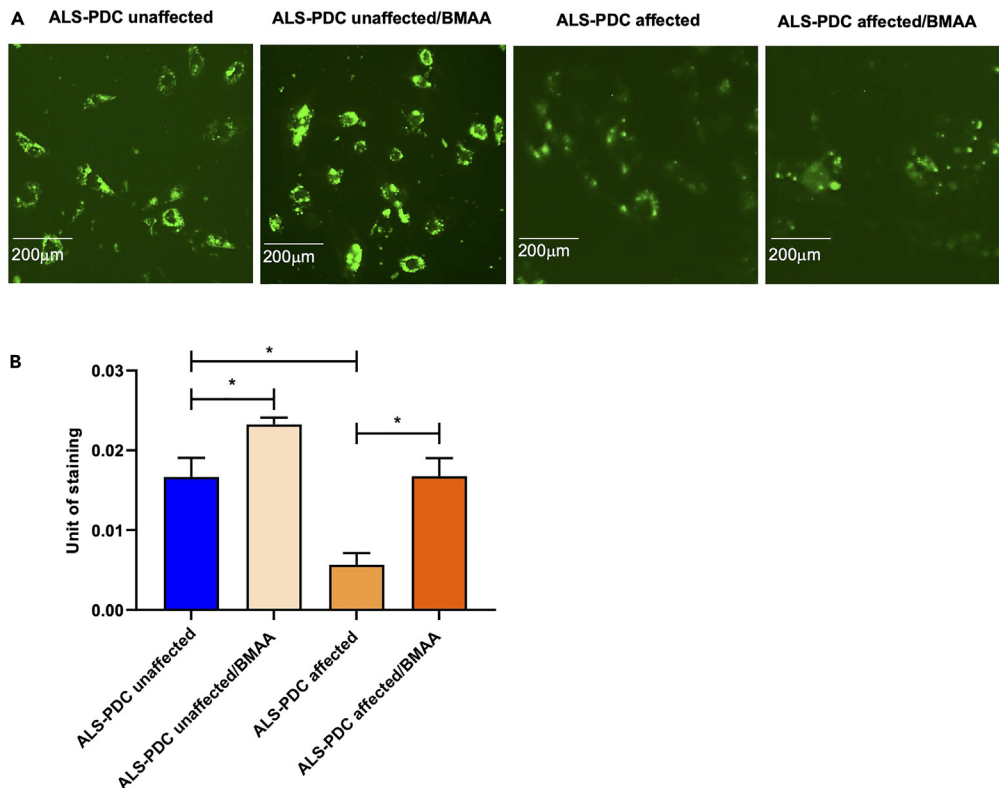 A
ALS-PDC unaffected
ALS-PDC unaffected/BMAA
ALS-PDC affected
ALS-PDC affected/BMAA
200μm
200μm
200μm
200μm
B
*
*
*
0.03
0.02
0.01
0.00
Unit of staining
ALS-PDC unaffected
ALS-PDC unaffected/BMAA
ALS-PDC affected
ALS-PDC affected/BMAA